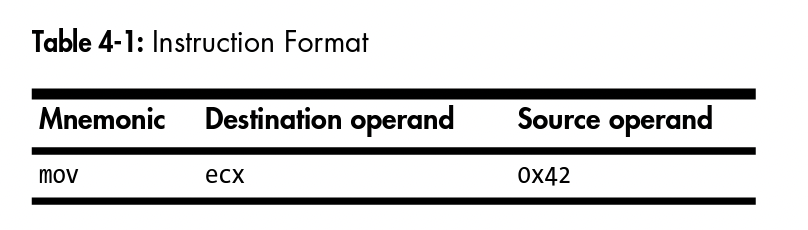 Table 4-1: Instruction Format
Mnemonic Destination operand Source operand
mov ecx 0x42